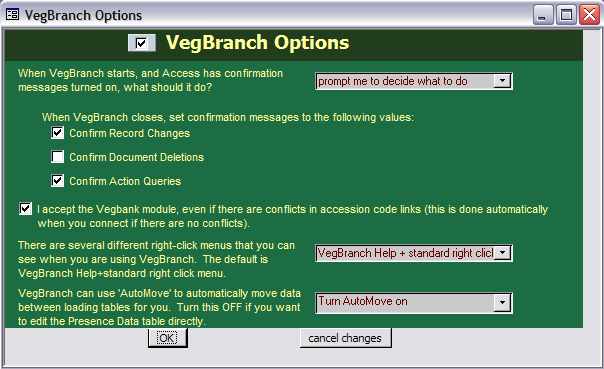 VegBranch Options
VegBranch Options
When VegBranch starts, and Access has confirmation
messages turned on, what should it do?
prompt me to decide what to do
When VegBranch closes, set confirmation messages to the following values:
Confirm Record Changes
Confirm Document Deletions
Confirm Action Queries
I accept the Vegbank module, even if there are conflicts in accession code links (this is done automatically
when you connect if there are no conflicts).
There are several different right-click menus that you can
see when you are using VegBranch. The default is
VegBranch Help+standard right click menu.
VegBranch Help + standard right clicl
VegBranch can use 'AutoMove' to automatically move data
between loading tables for you. Turn this OFF if you want
to edit the Presence Data table directly.
Turn AutoMove on
OK
cancel changes